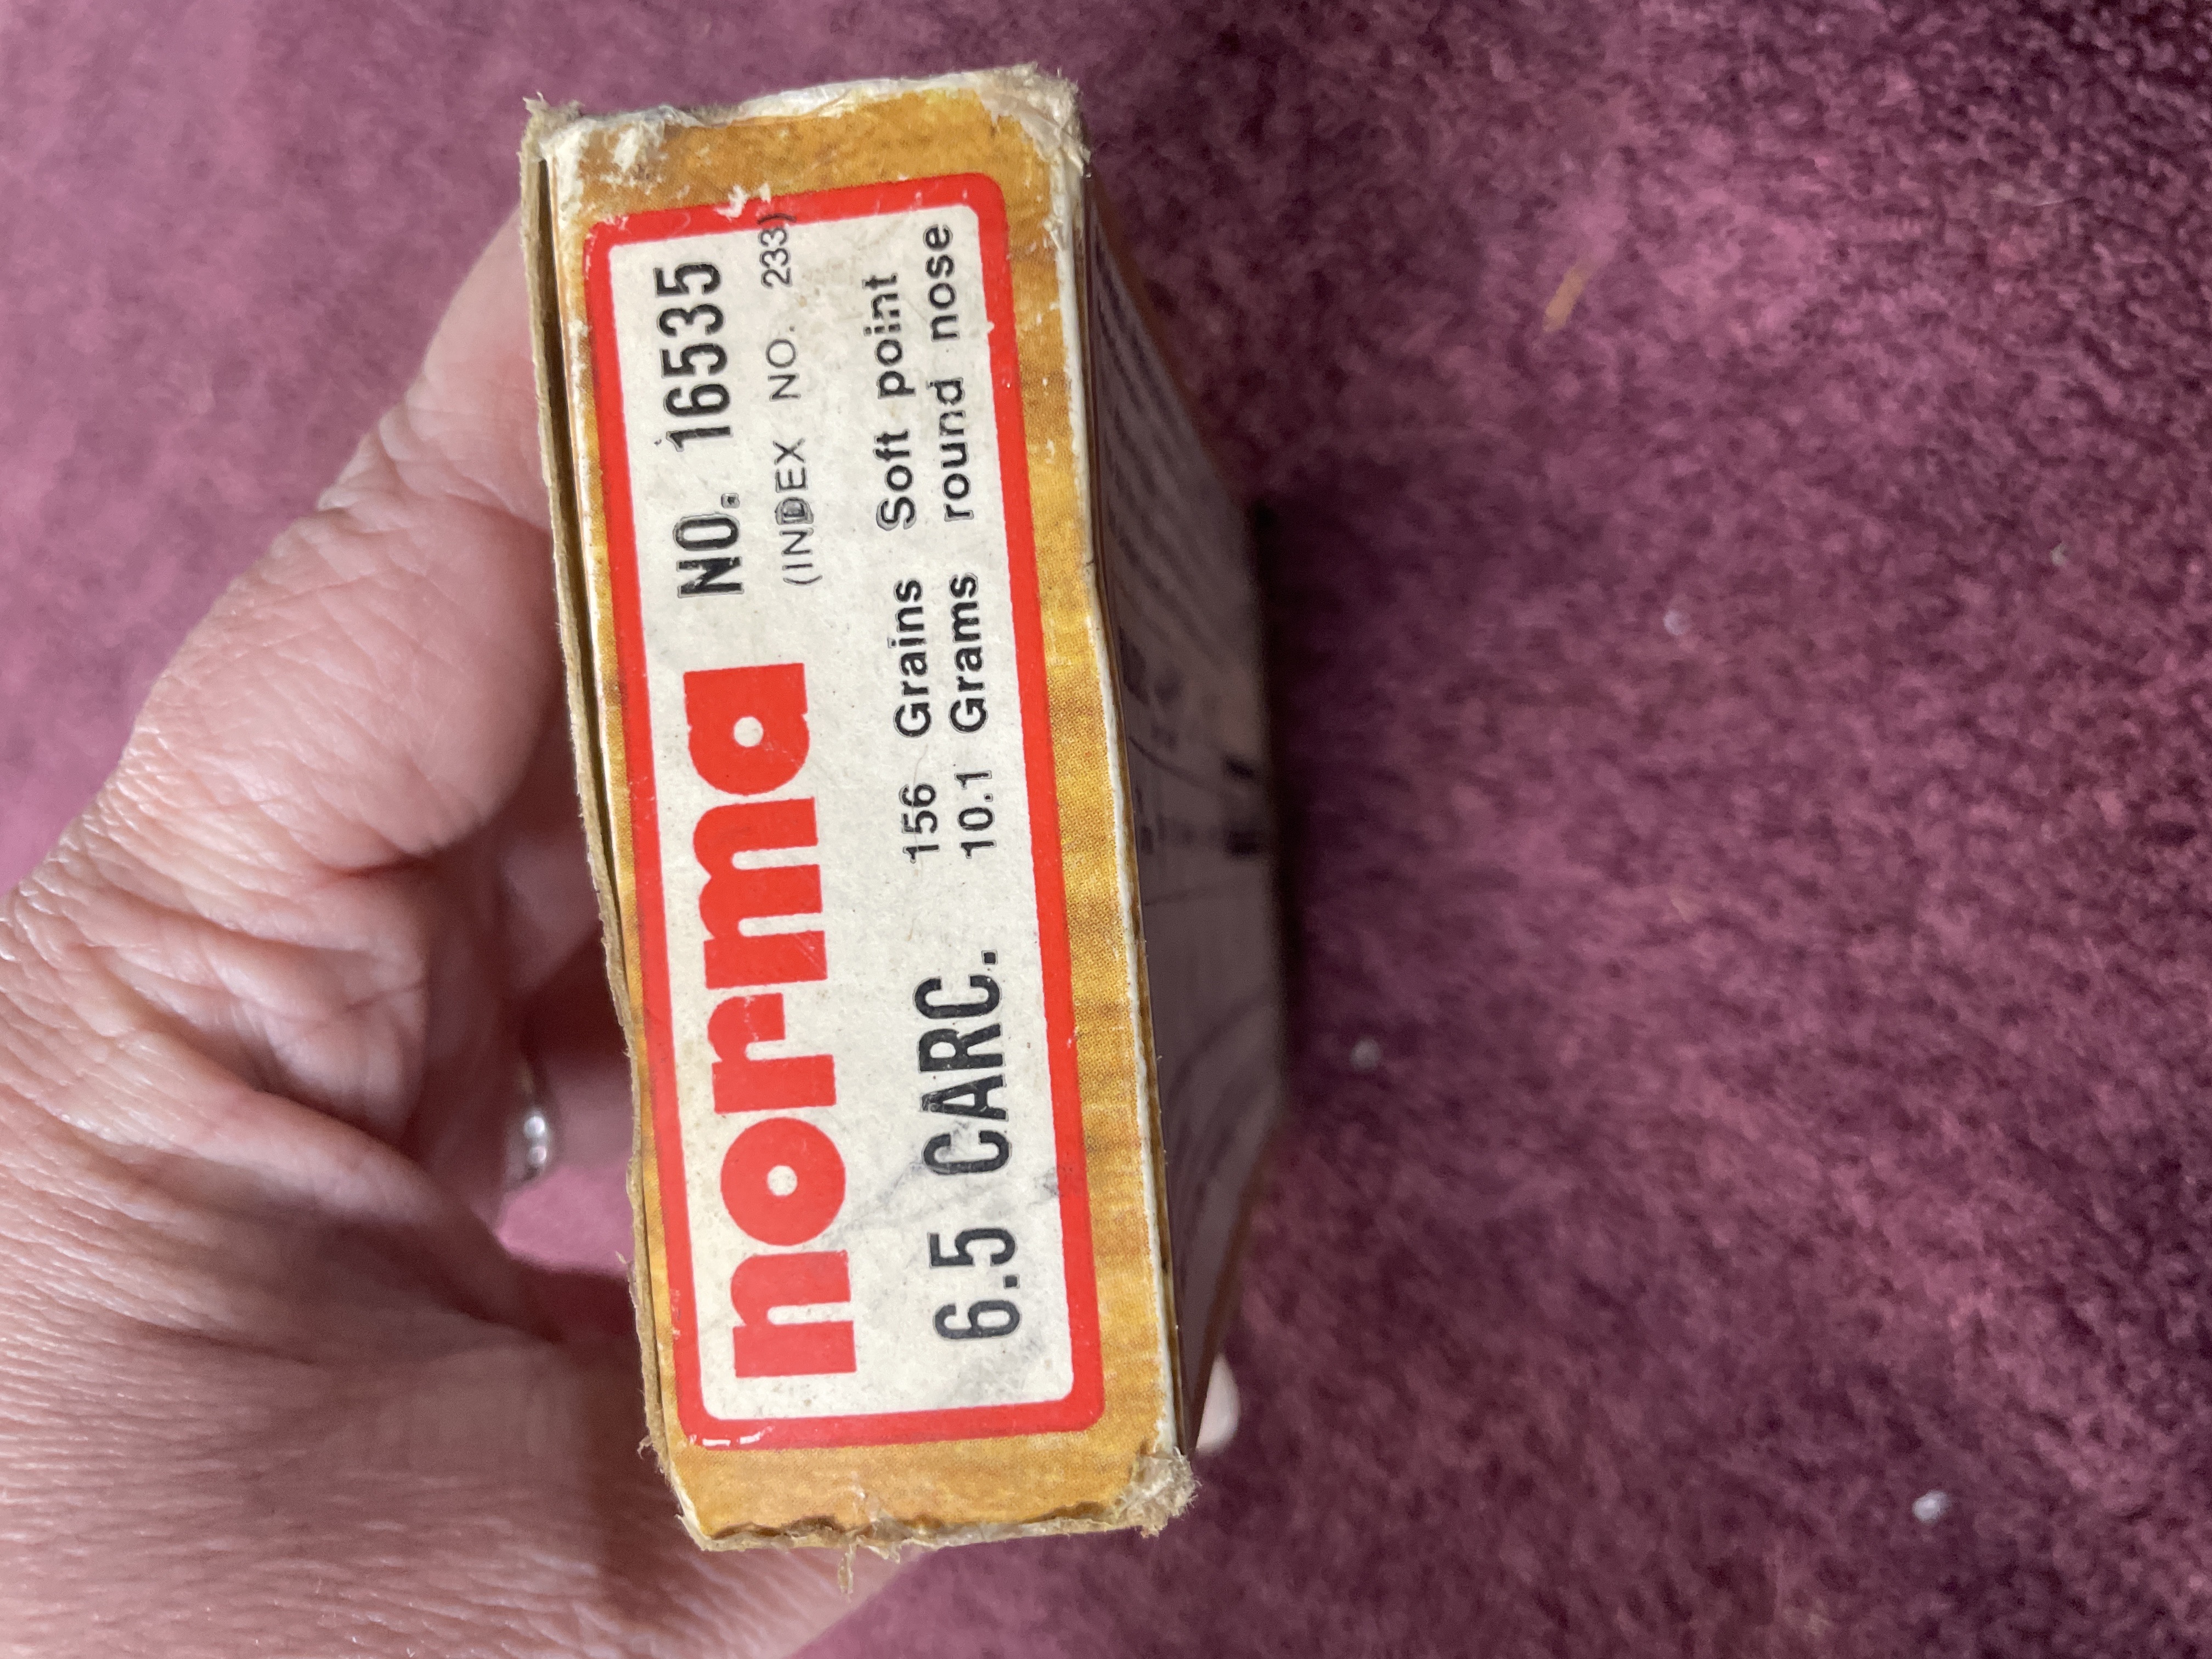 norma NO. 16535
(INDEX NO. 233)
6.5 CARC. 156 Grains Soft point
10.1 Grams round nose